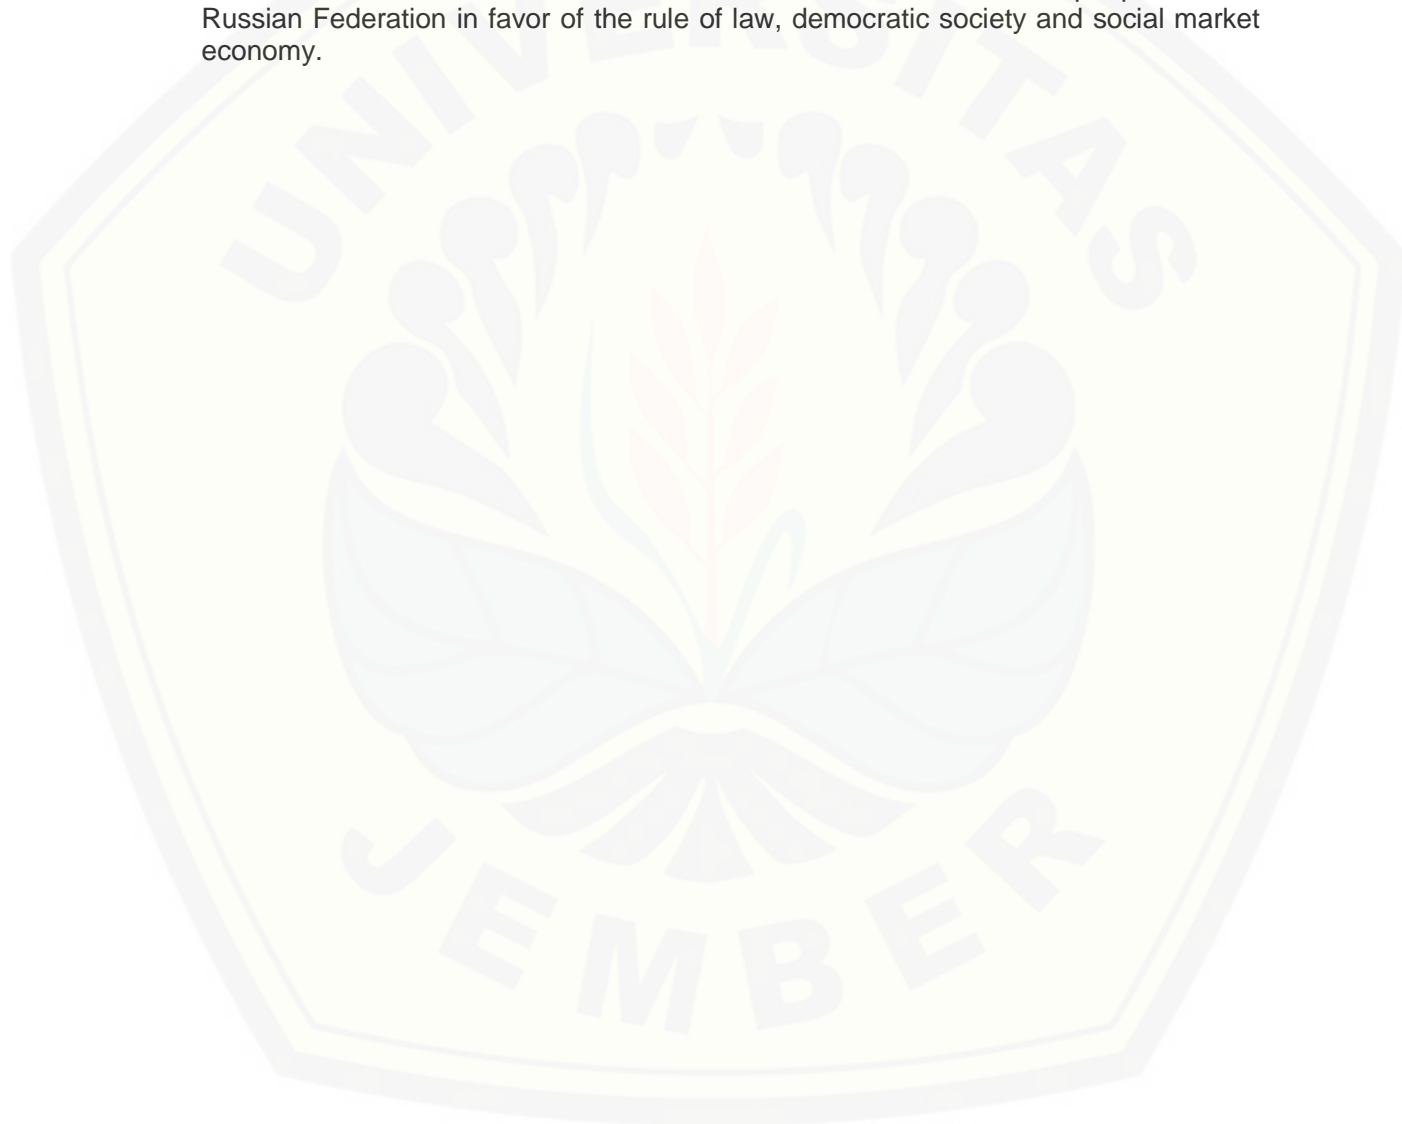 Russian Federation in favor of the rule of law, democratic society and social market
economy.
UNIVERSITAS
JEMBER